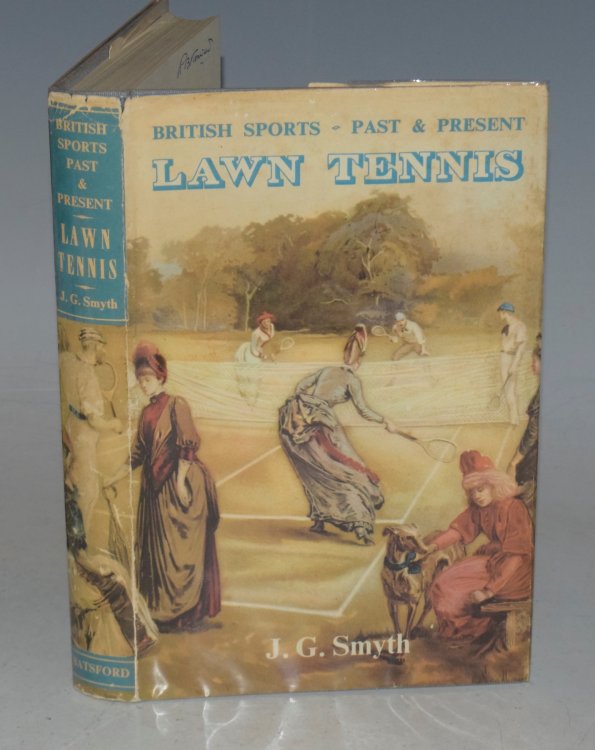 BRITISH SPORTS - PAST & PRESENT
LAWN TENNIS
J. G. Smyth
BRITISH
SPORTS
PAST
&
PRESENT
LAWN
TENNIS
J. G. Smyth
BATSFORD